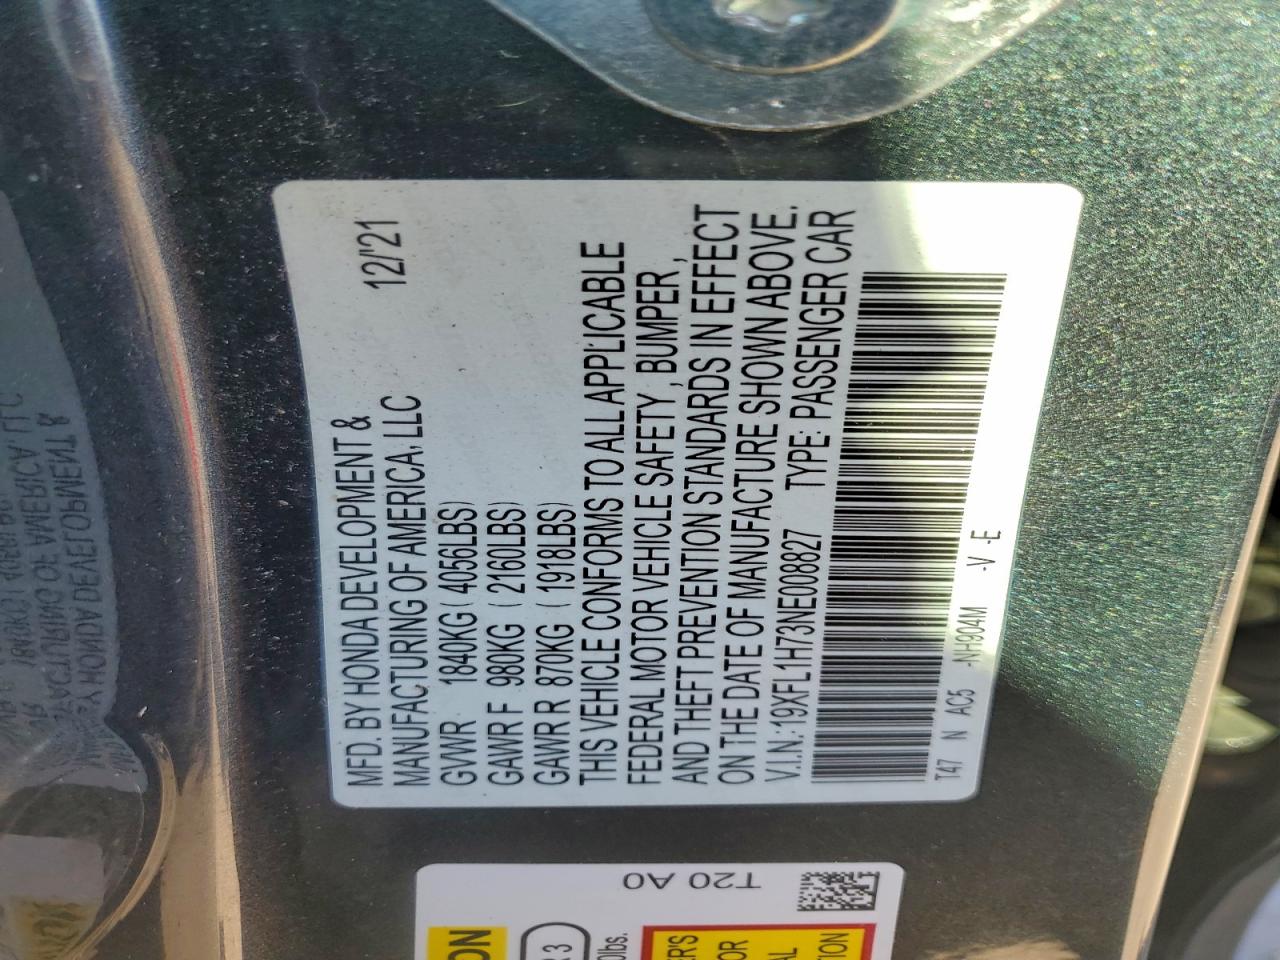 12/'21
MFD. BY HONDA DEVELOPMENT &
MANUFACTURING OF AMERICA, LLC
GVWR 1840KG ( 4056LBS)
GAWR F 980KG ( 2160LBS)
GAWR R 870KG ( 1918LBS)
THIS VEHICLE CONFORMS TO ALL APPLICABLE
FEDERAL MOTOR VEHICLE SAFETY , BUMPER ,
AND THEFT PREVENTION STANDARDS IN EFFECT
ON THE DATE OF MANUFACTURE SHOWN ABOVE.
V.I.N.:19XFL1H73NE008827 TYPE: PASSENGER CAR
T47 N AC5 -NH904M -V -E
T20 A0